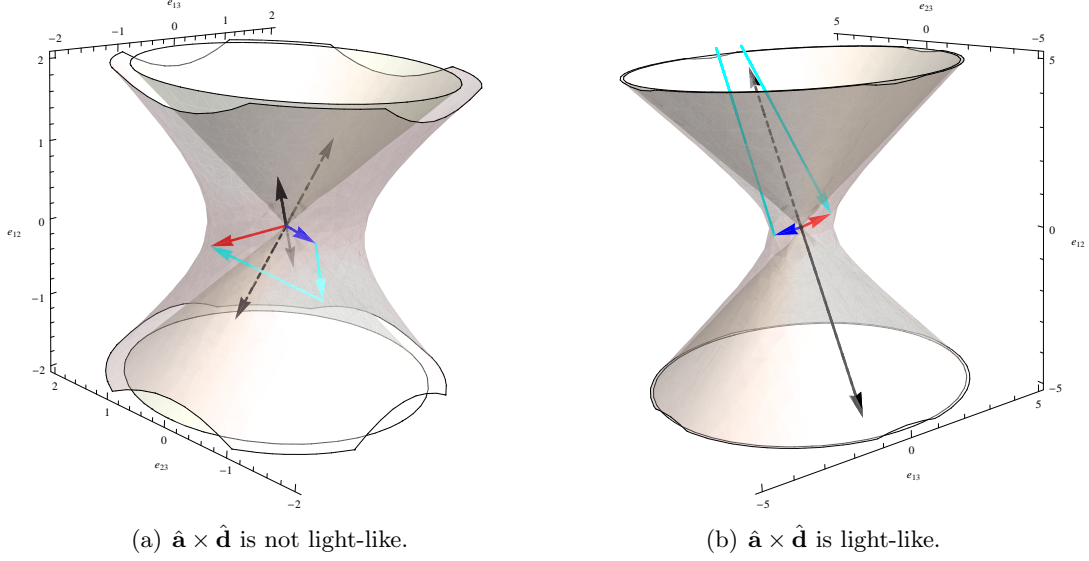 e13
−2 −1 0 1 2
2
1
0
e12
−1
−2
2
1
0
e23
−1
−2
e23
5 0 −5
5
0
e12
−5
5
0
e13
−5
(a) â × d̂ is not light-like.
(b) â × d̂ is light-like.